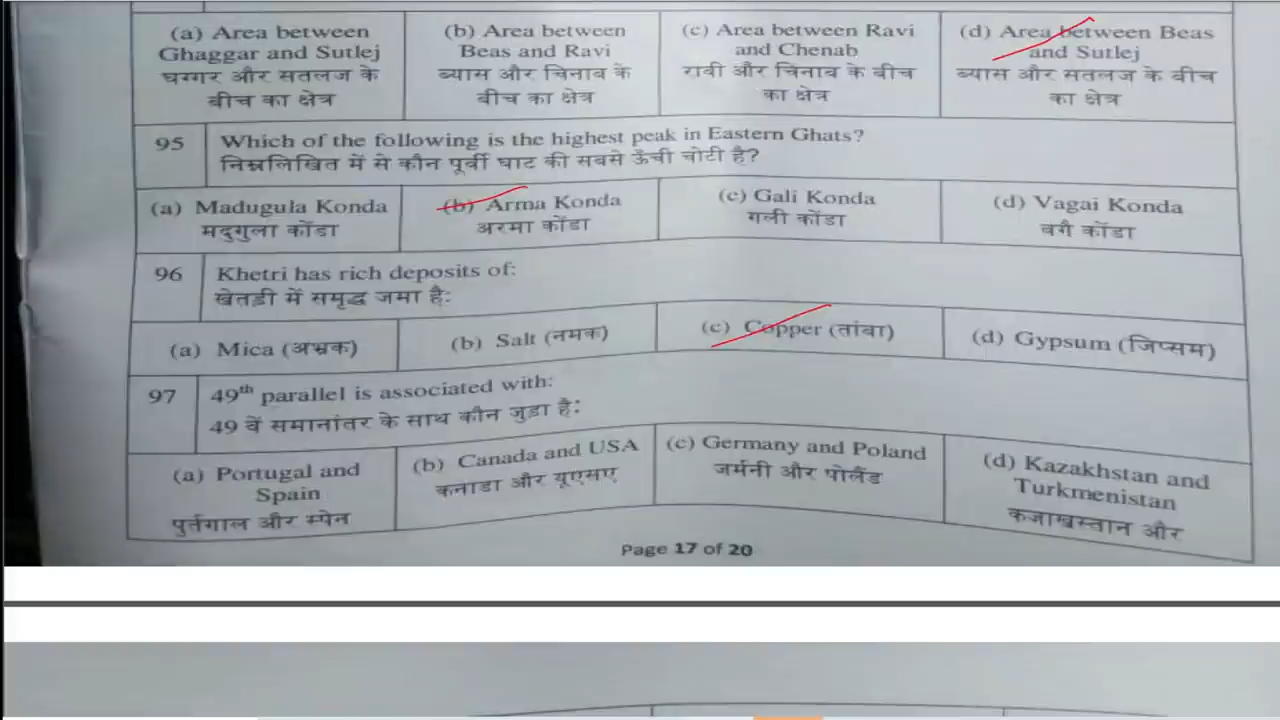 (a) Area between
Ghaggar and Sutlej
घग्गर और सतलज के
बीच का क्षेत्र
(b) Area between
Beas and Ravi
ब्यास और चिनाब के
बीच का क्षेत्र
(c) Area between Ravi
and Chenab
रावी और चिनाब के बीच
का क्षेत्र
(d) Area between Beas
and Sutlej
ब्यास और सतलज के बीच
का क्षेत्र
95 Which of the following is the highest peak in Eastern Ghats?
निम्नलिखित में से कौन पूर्वी घाट की सबसे ऊँची चोटी है?
(a) Madugula Konda
मदुगुला कोंडा
(b) Arma Konda
अरमा कोंडा
(c) Gali Konda
गली कोंडा
(d) Vagai Konda
वगै कोंडा
96 Khetri has rich deposits of:
खेतड़ी में समृद्ध जमा है:
(a) Mica (अभ्रक)
(b) Salt (नमक)
(c) Copper (तांबा)
(d) Gypsum (जिप्सम)
97 49th parallel is associated with:
49 वें समानांतर के साथ कौन जुडा है:
(a) Portugal and
Spain
पुर्तगाल और स्पेन
(b) Canada and USA
कनाडा और यूएसए
(c) Germany and Poland
जर्मनी और पोलैंड
(d) Kazakhstan and
Turkmenistan
कजाखस्तान और
Page 17 of 20